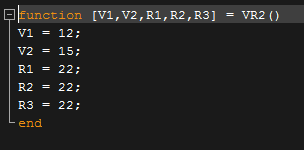 function [V1,V2,R1,R2,R3] = VR2()
V1 = 12;
V2 = 15;
R1 = 22;
R2 = 22;
R3 = 22;
end